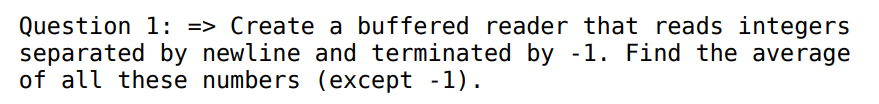 Question 1: => Create a buffered reader that reads integers
separated by newline and terminated by -1. Find the average
of all these numbers (except -1).